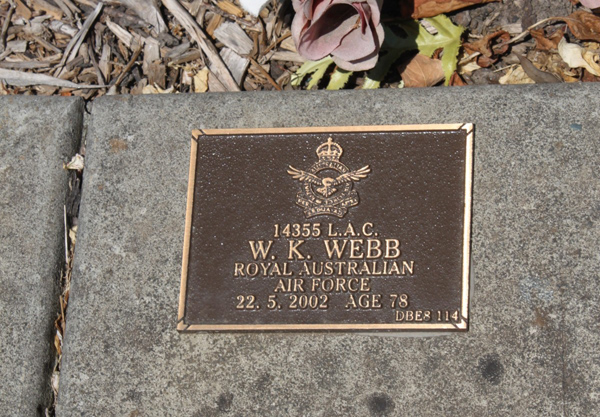 14355 L.A.C.
W. K. WEBB
ROYAL AUSTRALIAN
AIR FORCE
22. 5. 2002 AGE 78
DBE8 114